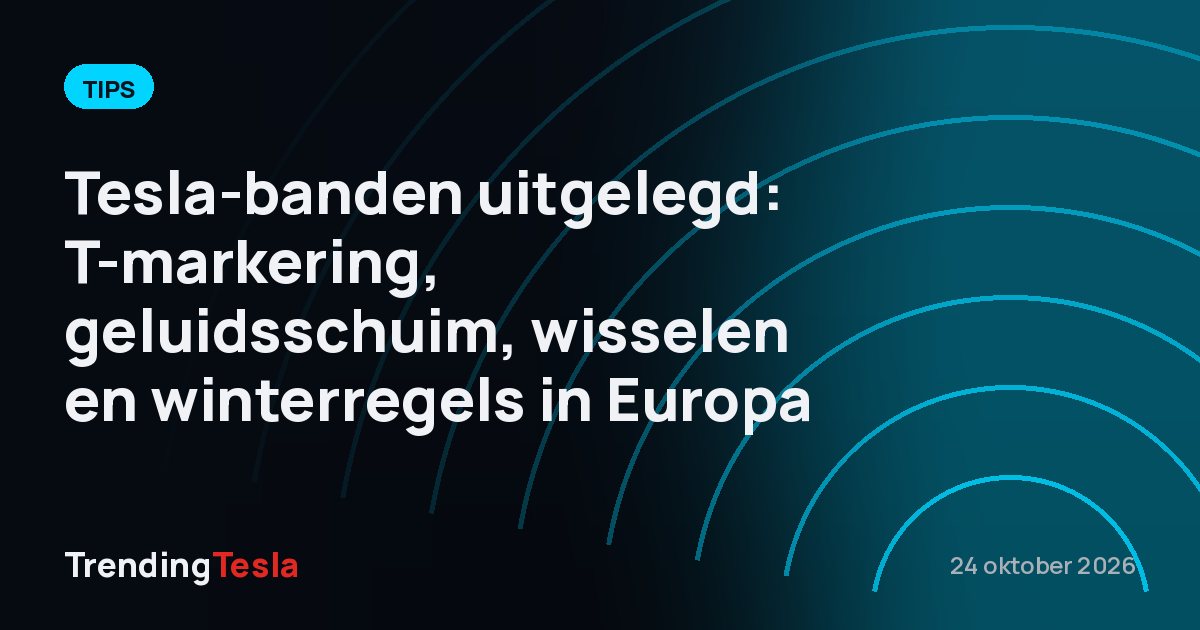 TIPS
Tesla-banden uitgelegd:
T-markering,
geluidsschuim, wisselen
en winterregels in Europa
TrendingTesla
24 oktober 2026